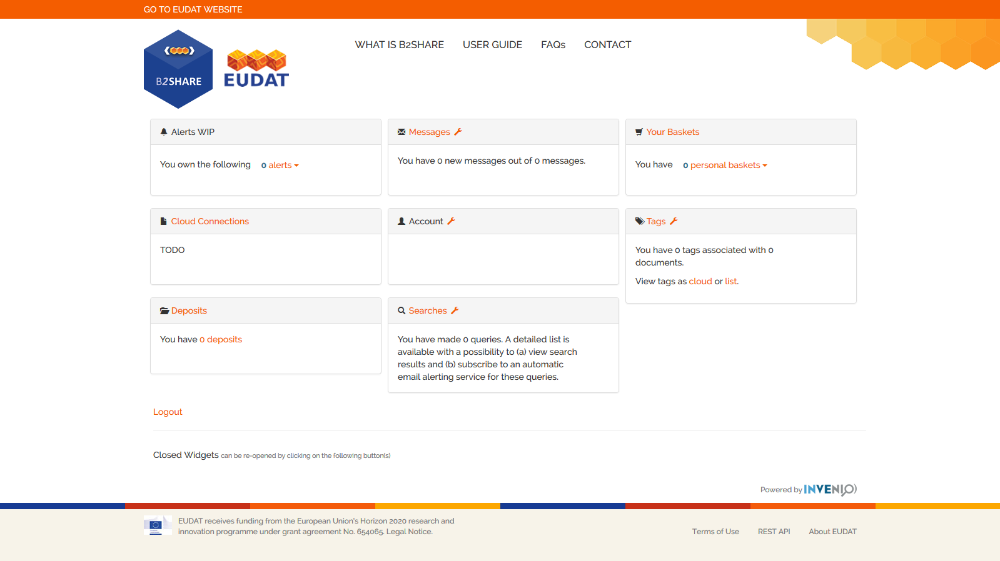 GO TO EUDAT WEBSITE
B2SHARE
EUDAT
WHAT IS B2SHARE
USER GUIDE
FAQs
CONTACT
Alerts WIP
You own the following 0 alerts
Messages
You have 0 new messages out of 0 messages.
Your Baskets
You have 0 personal baskets
Cloud Connections
TODO
Account
Tags
You have 0 tags associated with 0
documents.
View tags as cloud or list.
Deposits
You have 0 deposits
Searches
You have made 0 queries. A detailed list is
available with a possibility to (a) view search
results and (b) subscribe to an automatic
email alerting service for these queries.
Logout
Closed Widgets can be re-opened by clicking on the following button(s)
Powered by INVENIO
EUDAT receives funding from the European Union's Horizon 2020 research and
innovation programme under grant agreement No. 654065. Legal Notice.
Terms of Use
REST API
About EUDAT